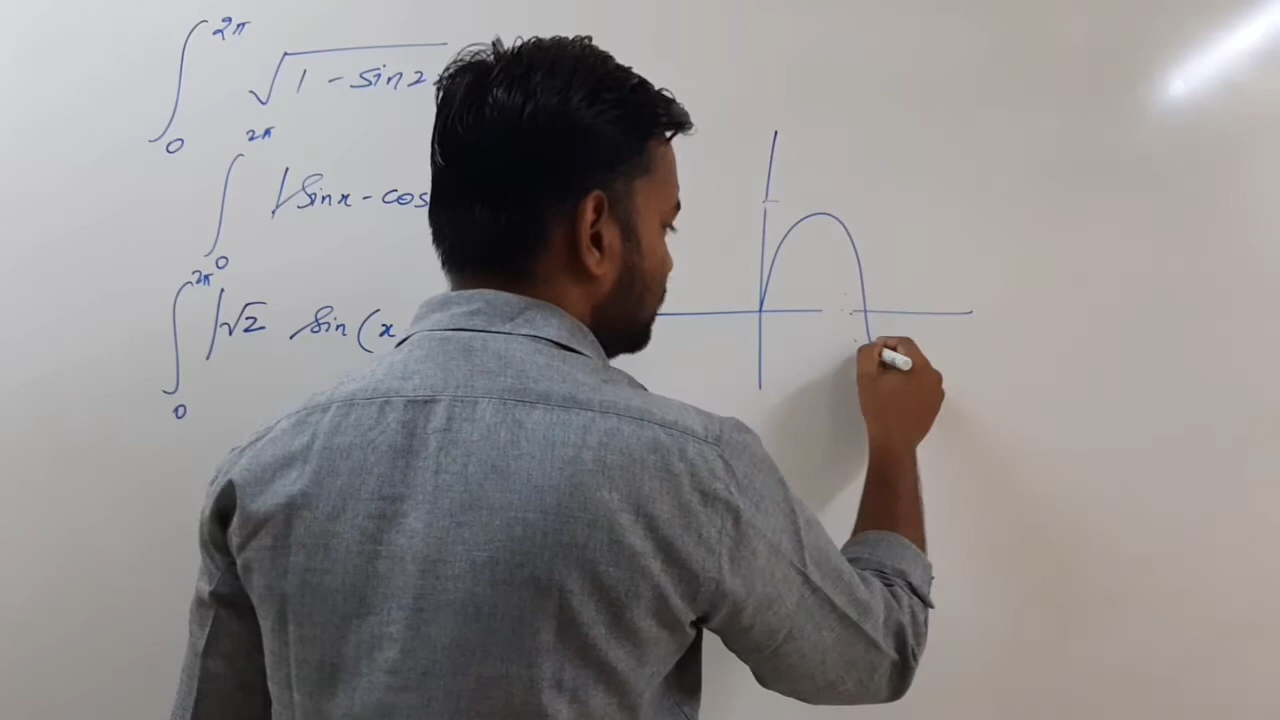 ∫₀^{2π} √(1 - sin2
∫₀^{2π} |sinx - cos
∫₀^{2π} |√2 sin(x